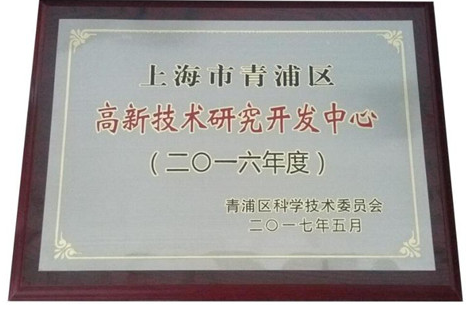 上海市青浦区
高新技术研究开发中心
（二〇一六年度）
青浦区科学技术委员会
二〇一七年五月